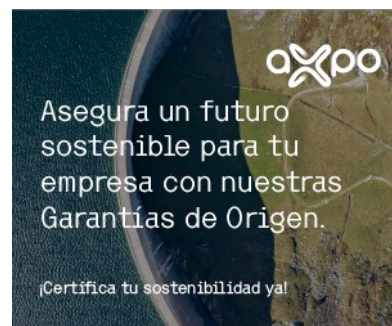 axpo
Asegura un futuro
sostenible para tu
empresa con nuestras
Garantías de Origen.
¡Certifica tu sostenibilidad ya!